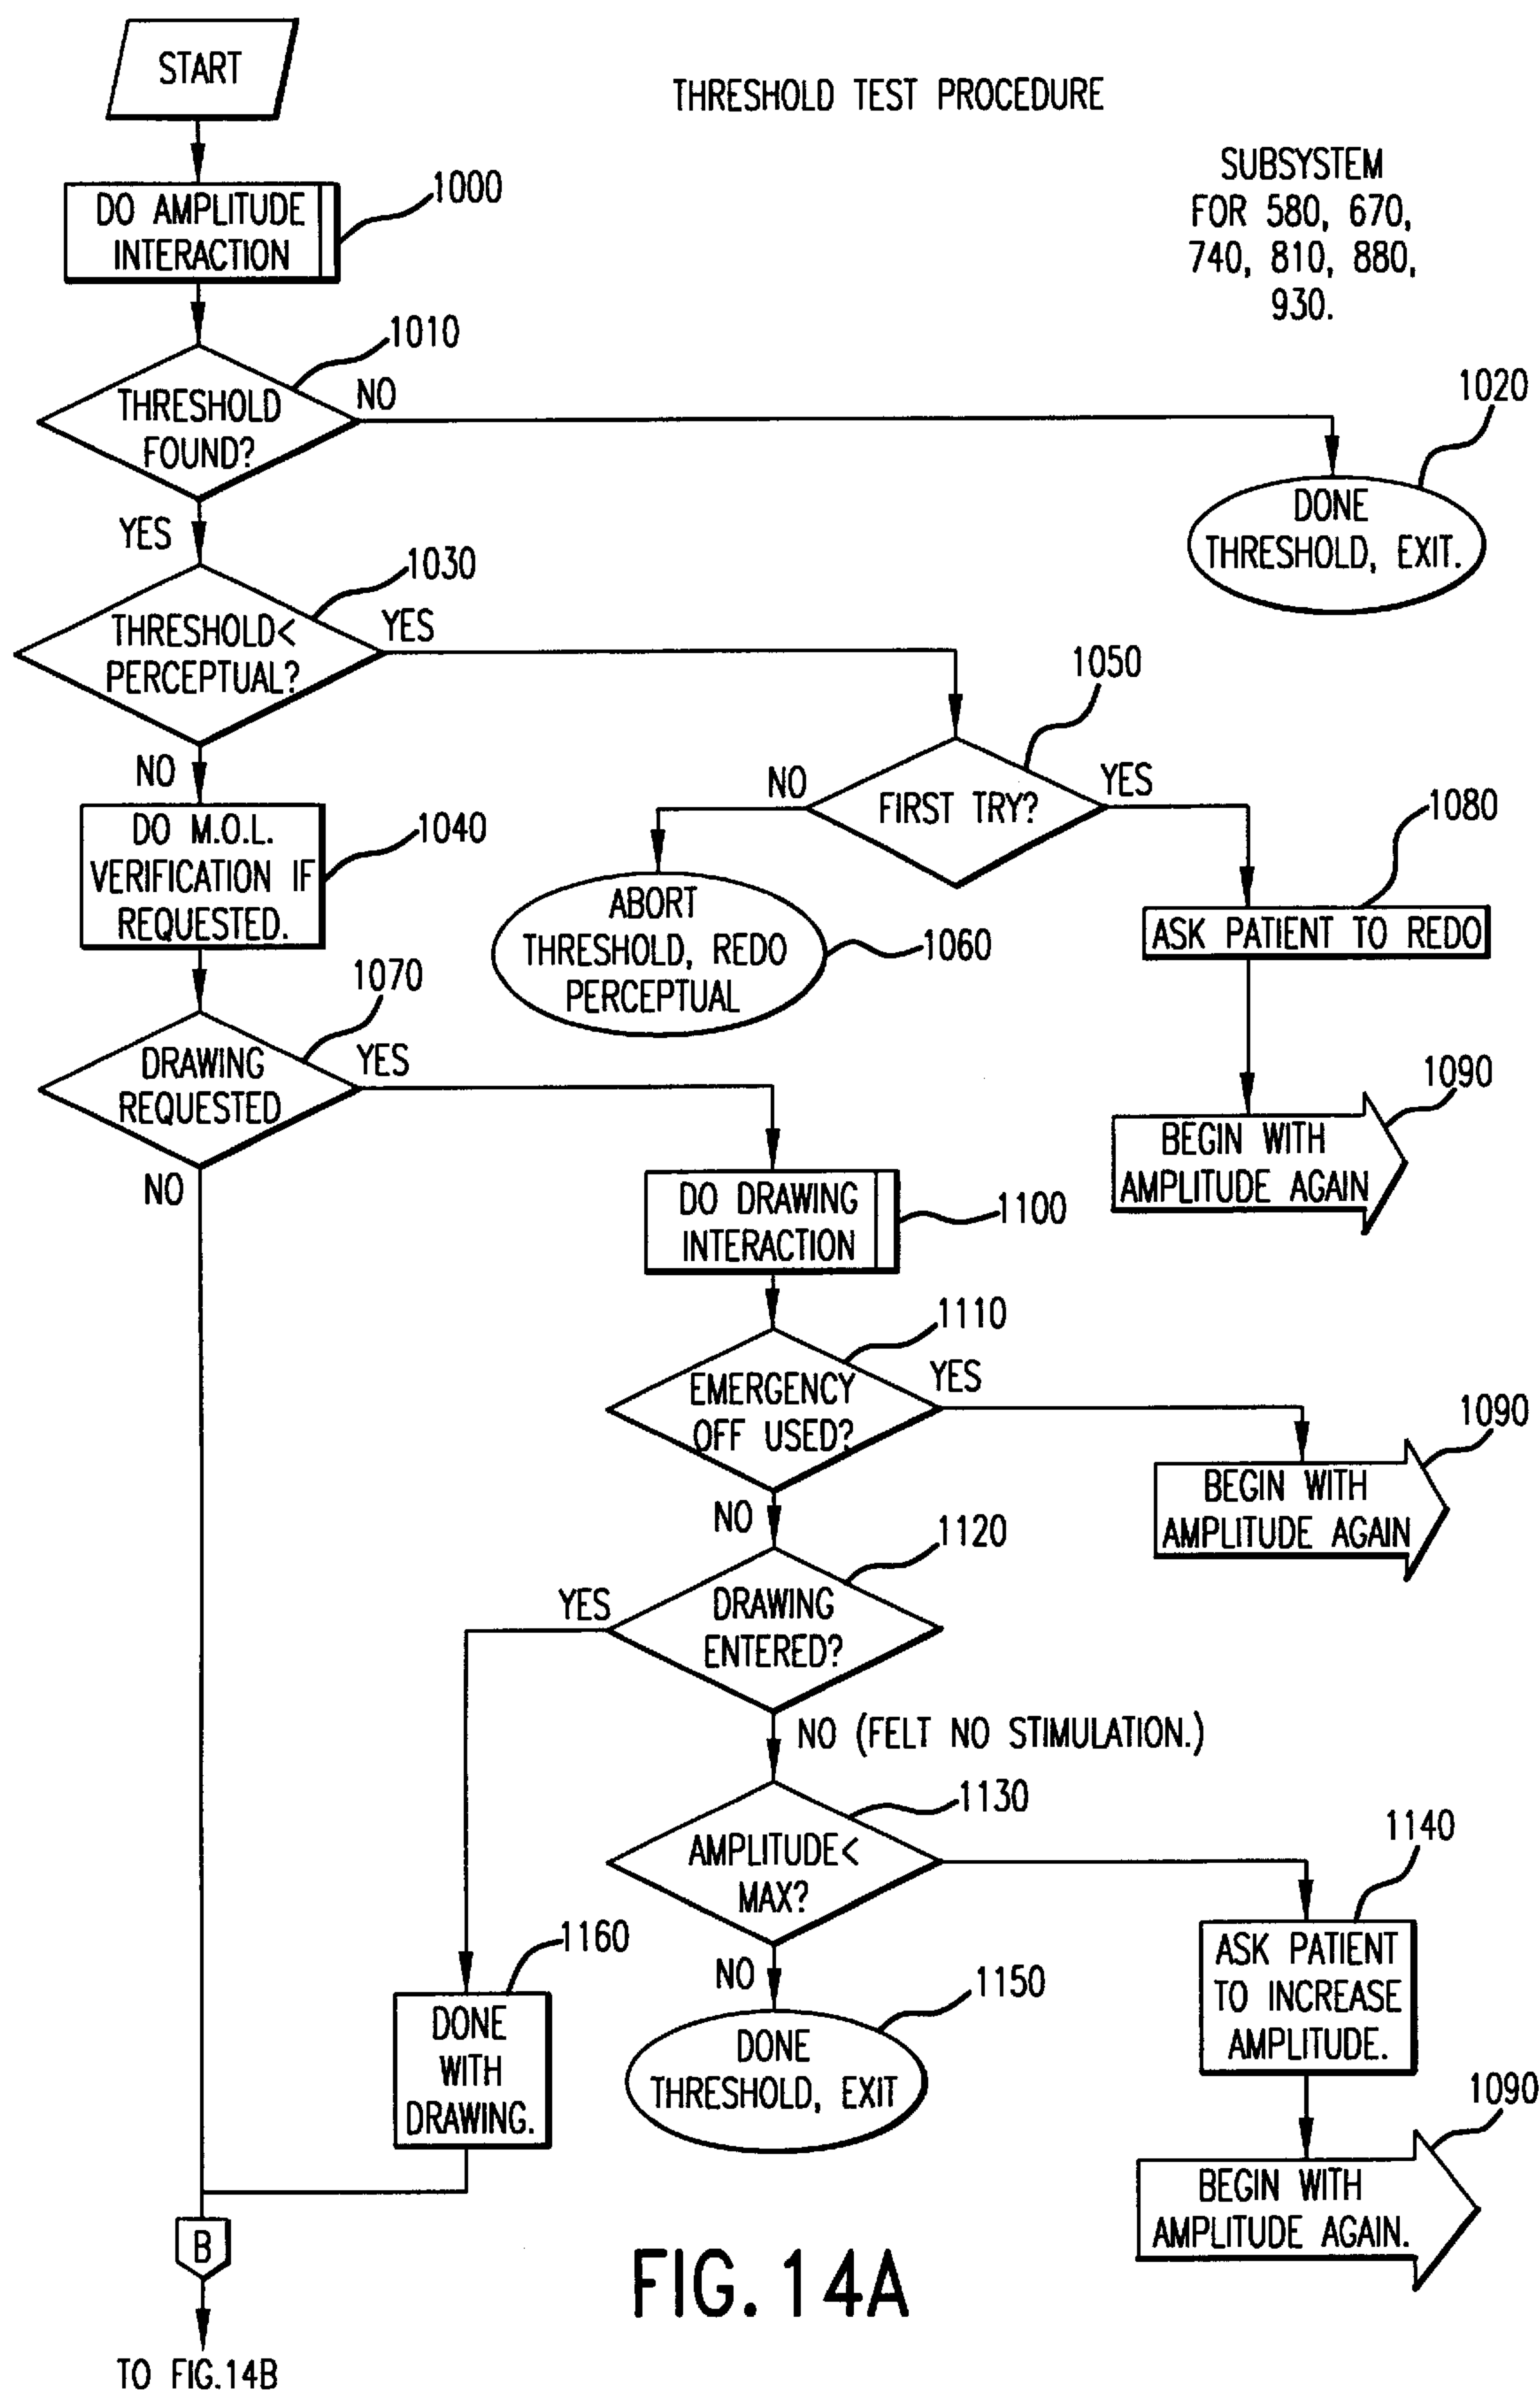 START
THRESHOLD TEST PROCEDURE
SUBSYSTEM
FOR 580, 670,
740, 810, 880,
930.
DO AMPLITUDE
INTERACTION
1000
1010
THRESHOLD
FOUND?
NO
1020
DONE
THRESHOLD, EXIT.
YES
1030
THRESHOLD<
PERCEPTUAL?
YES
1050
NO
FIRST TRY?
NO
YES
1080
DO M.O.L.
VERIFICATION IF
REQUESTED.
1040
ABORT
THRESHOLD, REDO
PERCEPTUAL
1060
ASK PATIENT TO REDO
1070
DRAWING
REQUESTED
YES
NO
1090
BEGIN WITH
AMPLITUDE AGAIN
DO DRAWING
INTERACTION
1100
1110
EMERGENCY
OFF USED?
YES
1090
BEGIN WITH
AMPLITUDE AGAIN
NO
1120
DRAWING
ENTERED?
YES
NO (FELT NO STIMULATION.)
1130
AMPLITUDE<
MAX?
1140
ASK PATIENT
TO INCREASE
AMPLITUDE.
1160
DONE
WITH
DRAWING.
NO
1150
DONE
THRESHOLD, EXIT
1090
BEGIN WITH
AMPLITUDE AGAIN.
B
FIG. 14A
TO FIG.14B